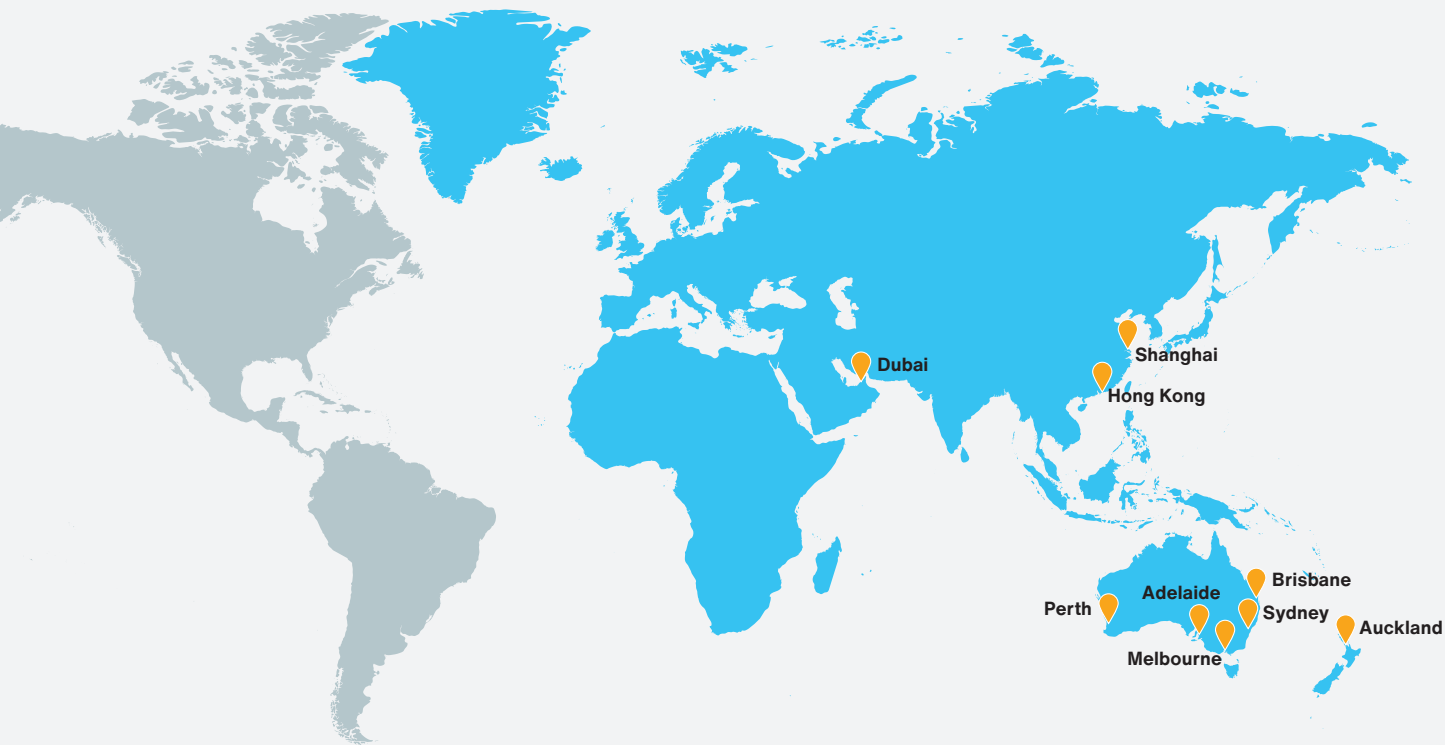 Shanghai
Dubai
Hong Kong
Brisbane
Adelaide
Perth
Sydney
Auckland
Melbourne